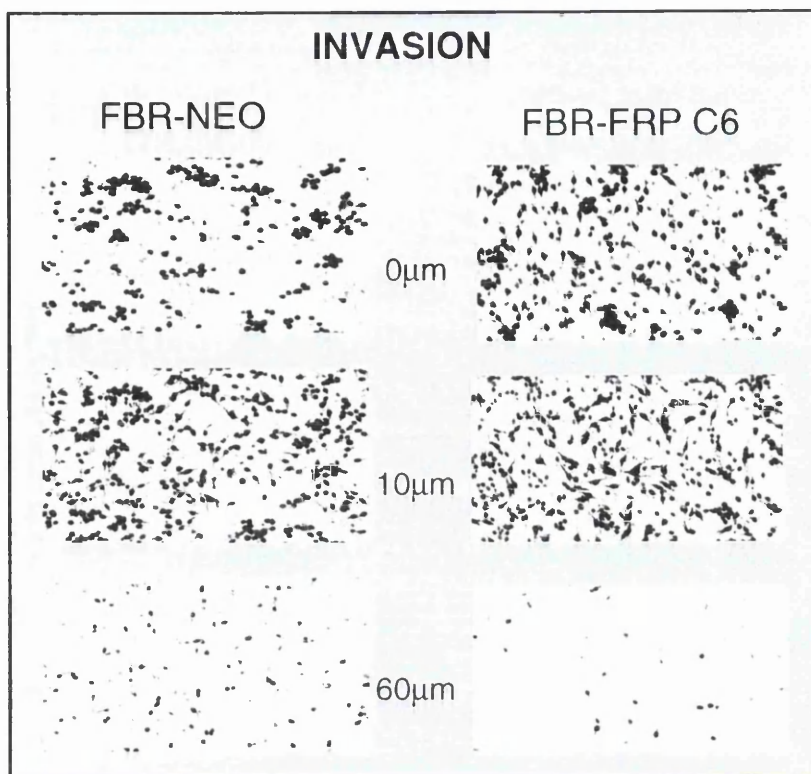 INVASION
FBR-NEO
FBR-FRP C6
0μm
10μm
60μm